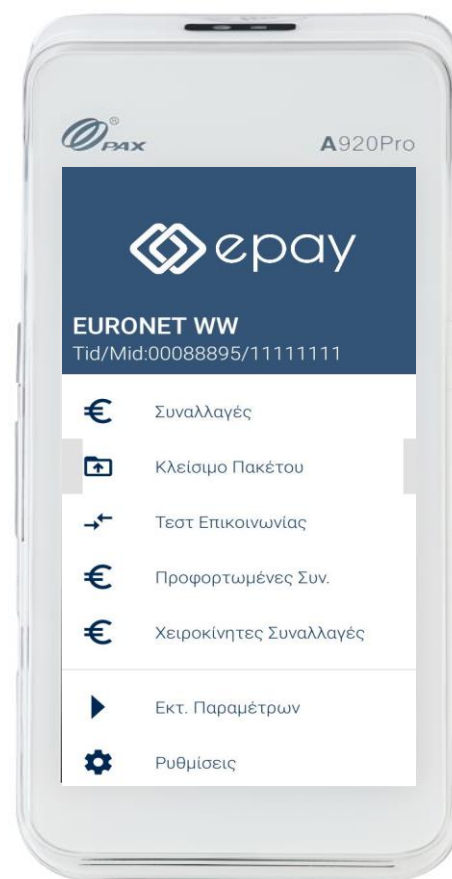 PAX®
A920Pro
epay
EURONET WW
Tid/Mid:00088895/11111111
Συναλλαγές
Κλείσιμο Πακέτου
Τεστ Επικοινωνίας
Προφορτωμένες Συν.
Χειροκίνητες Συναλλαγές
Εκτ. Παραμέτρων
Ρυθμίσεις